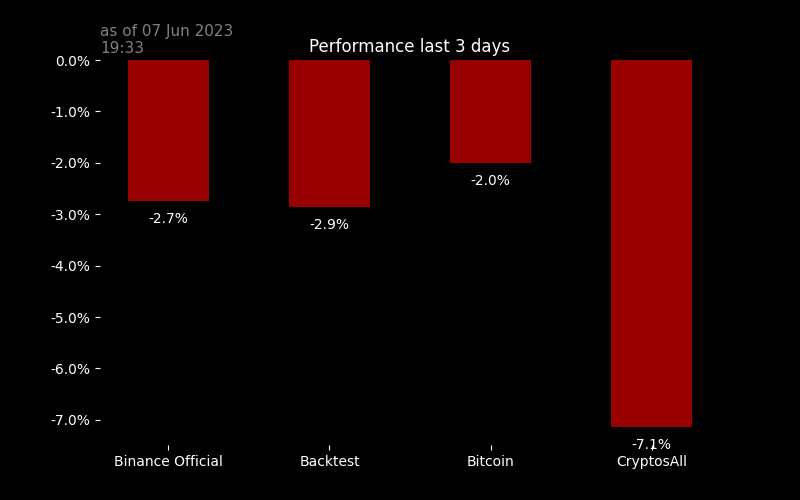 as of 07 Jun 2023
19:33
Performance last 3 days
0.0%
-1.0%
-2.0%
-3.0%
-4.0%
-5.0%
-6.0%
-7.0%
-2.7%
-2.9%
-2.0%
-7.1%
Binance Official
Backtest
Bitcoin
CryptosAll